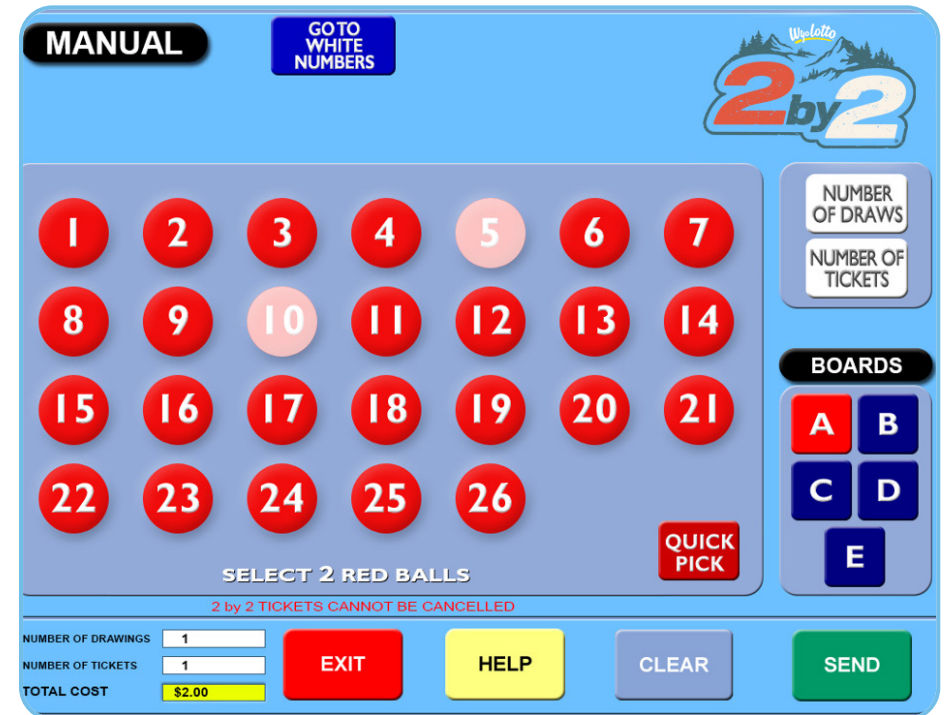 MANUAL
GO TO
WHITE
NUMBERS
Wyolotto
2by2
1 2 3 4 5 6 7
8 9 10 11 12 13 14
15 16 17 18 19 20 21
22 23 24 25 26
SELECT 2 RED BALLS
QUICK
PICK
2 by 2 TICKETS CANNOT BE CANCELLED
NUMBER
OF DRAWS
NUMBER OF
TICKETS
BOARDS
A B
C D
E
NUMBER OF DRAWINGS 1
NUMBER OF TICKETS 1
TOTAL COST $2.00
EXIT
HELP
CLEAR
SEND